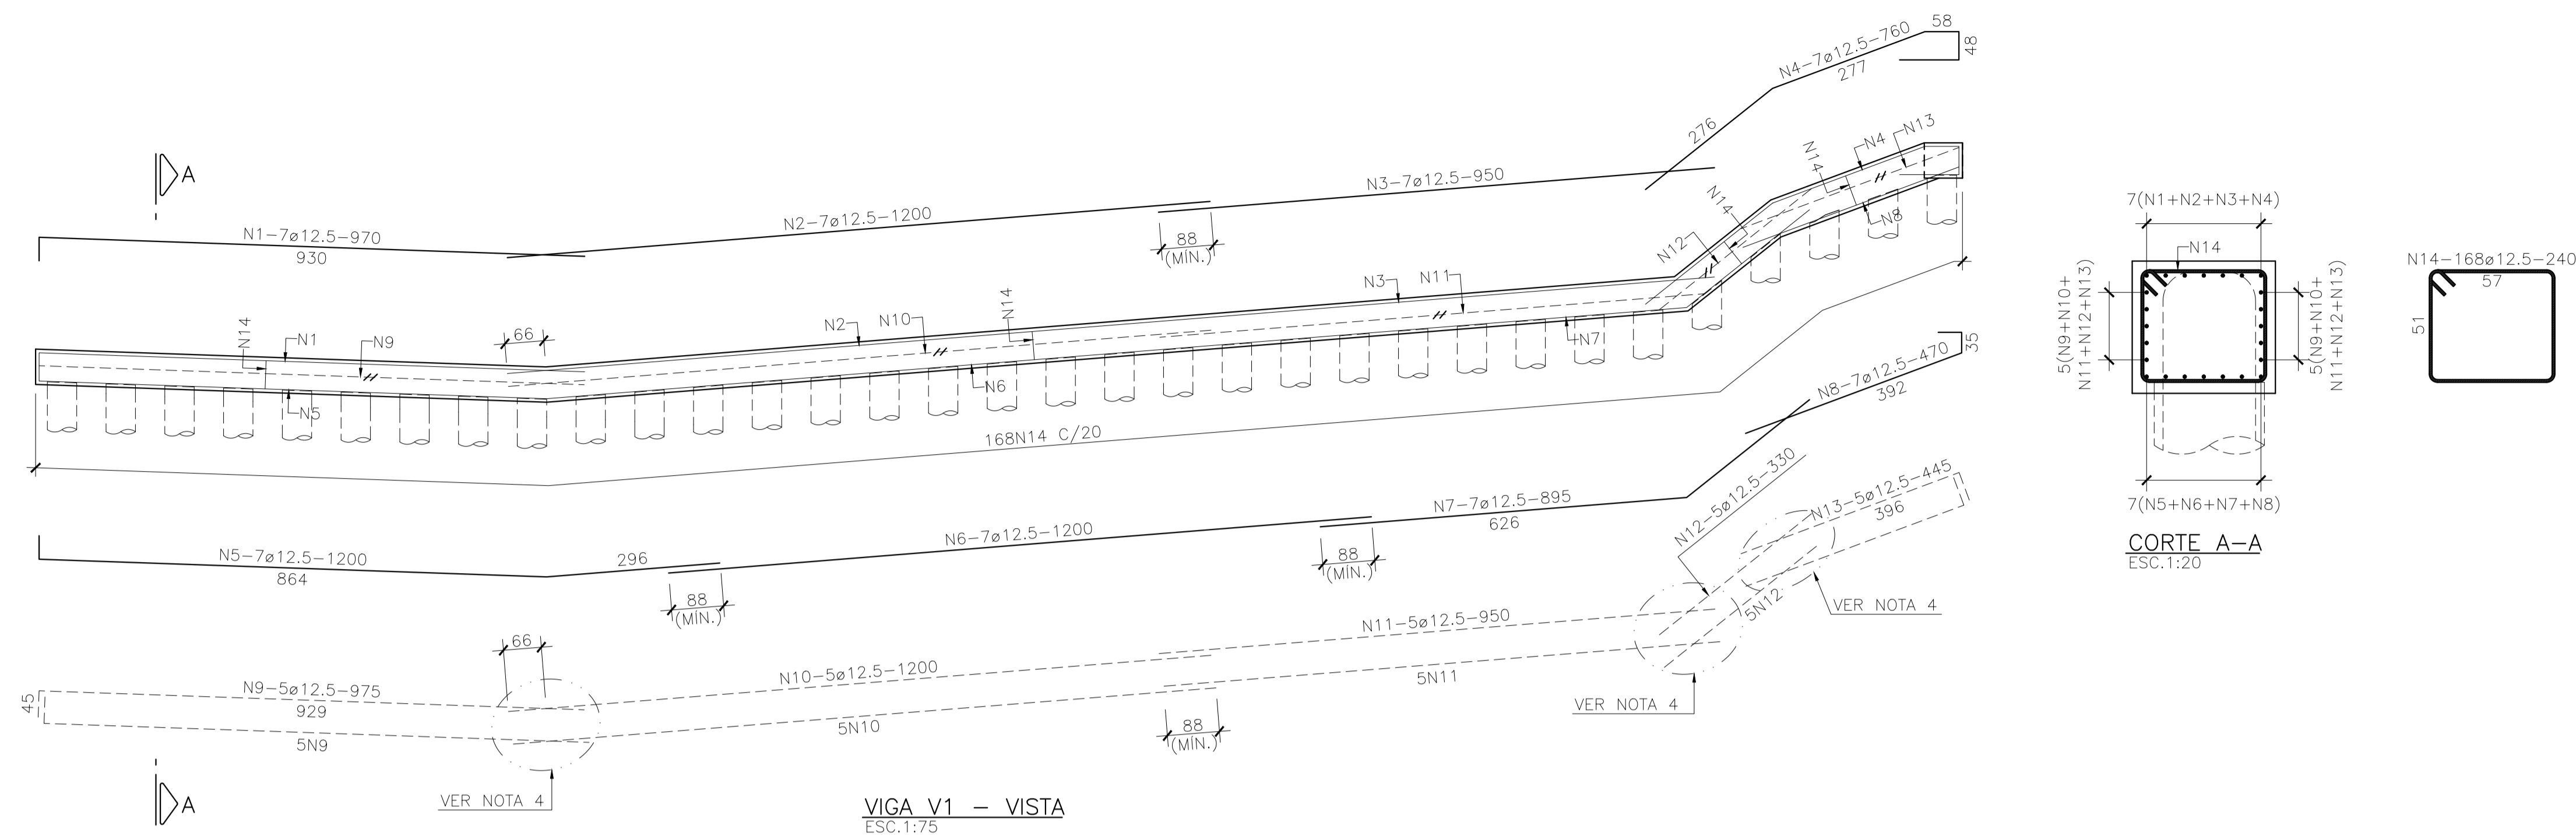 58
N4-7ø12.5-760
277
48
276
A
N3-7ø12.5-950
N2-7ø12.5-1200
88
(MÍN.)
N1-7ø12.5-970
930
N14
N4
N13
N14
N8
N12
N11
N3
N14
N10
N2
66
N1
N9
N14
N7
N6
N5
168N14 C/20
35
N8-7ø12.5-470
392
N7-7ø12.5-895
626
N6-7ø12.5-1200
88
(MÍN.)
296
N5-7ø12.5-1200
864
88
(MÍN.)
N12-5ø12.5-330
N13-5ø12.5-445
396
5N12
VER NOTA 4
N11-5ø12.5-950
5N11
VER NOTA 4
66
N10-5ø12.5-1200
5N10
88
(MÍN.)
45
N9-5ø12.5-975
929
5N9
VER NOTA 4
A
VIGA V1 – VISTA
ESC.1:75
7(N1+N2+N3+N4)
N14
5(N9+N10+
N11+N12+N13)
5(N9+N10+
N11+N12+N13)
7(N5+N6+N7+N8)
CORTE A–A
ESC.1:20
N14-168ø12.5-240
57
51